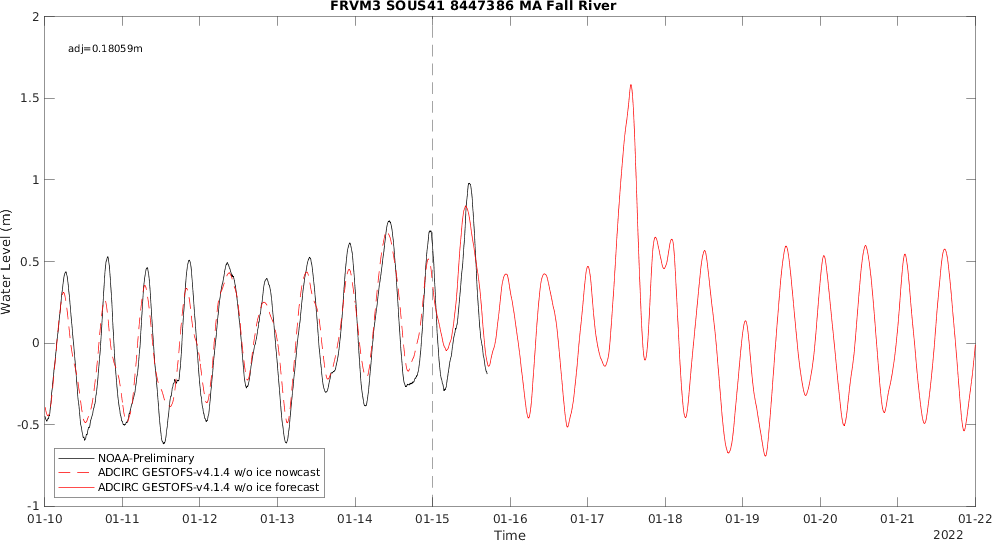 FRVM3 SOUS41 8447386 MA Fall River
adj=0.18059m
Water Level (m)
2
1.5
1
0.5
0
-0.5
-1
NOAA-Preliminary
ADCIRC GESTOFS-v4.1.4 w/o ice nowcast
ADCIRC GESTOFS-v4.1.4 w/o ice forecast
01-10 01-11 01-12 01-13 01-14 01-15 01-16 01-17 01-18 01-19 01-20 01-21 01-22
Time
2022